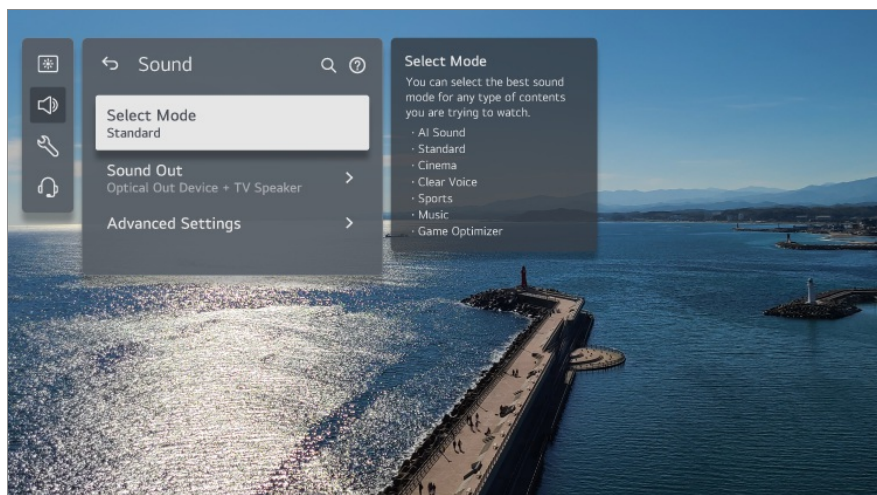 Sound
Select Mode
Standard
Sound Out
Optical Out Device + TV Speaker
Advanced Settings
Select Mode
You can select the best sound
mode for any type of contents
you are trying to watch.
· AI Sound
· Standard
· Cinema
· Clear Voice
· Sports
· Music
· Game Optimizer